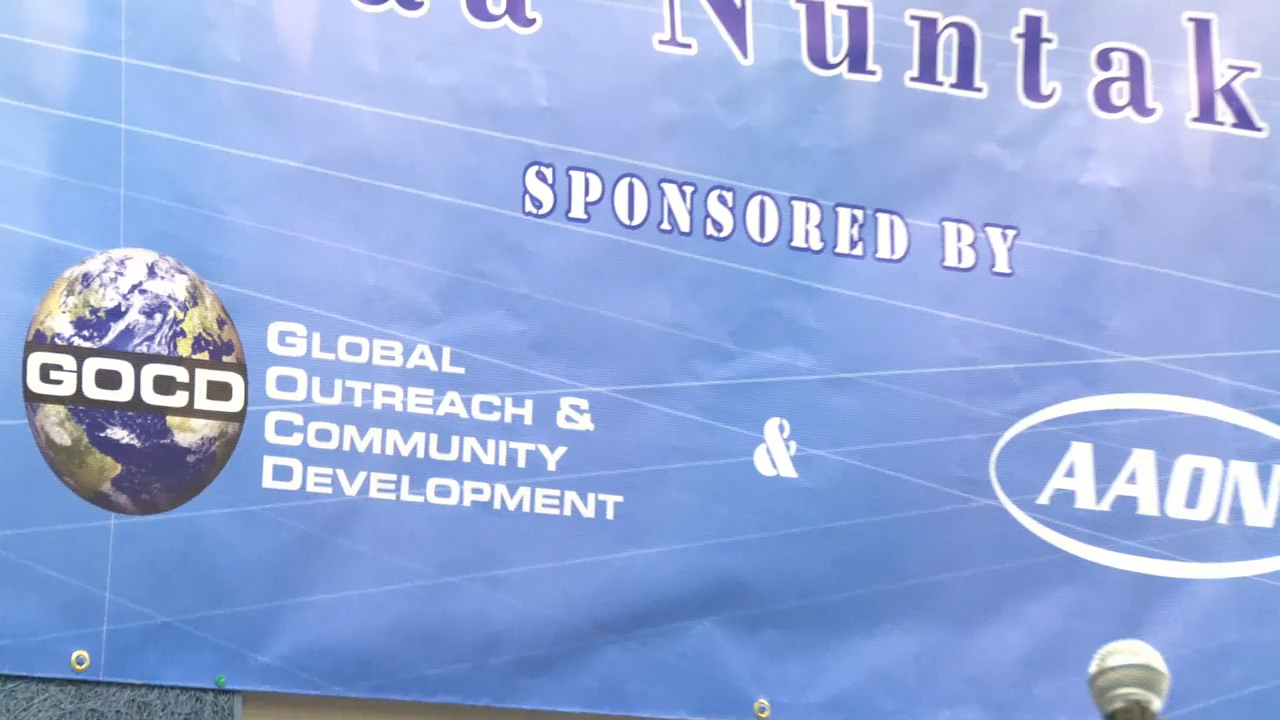 Nuntak
SPONSORED BY
GOCD
GLOBAL
OUTREACH &
COMMUNITY
DEVELOPMENT
&
AAON